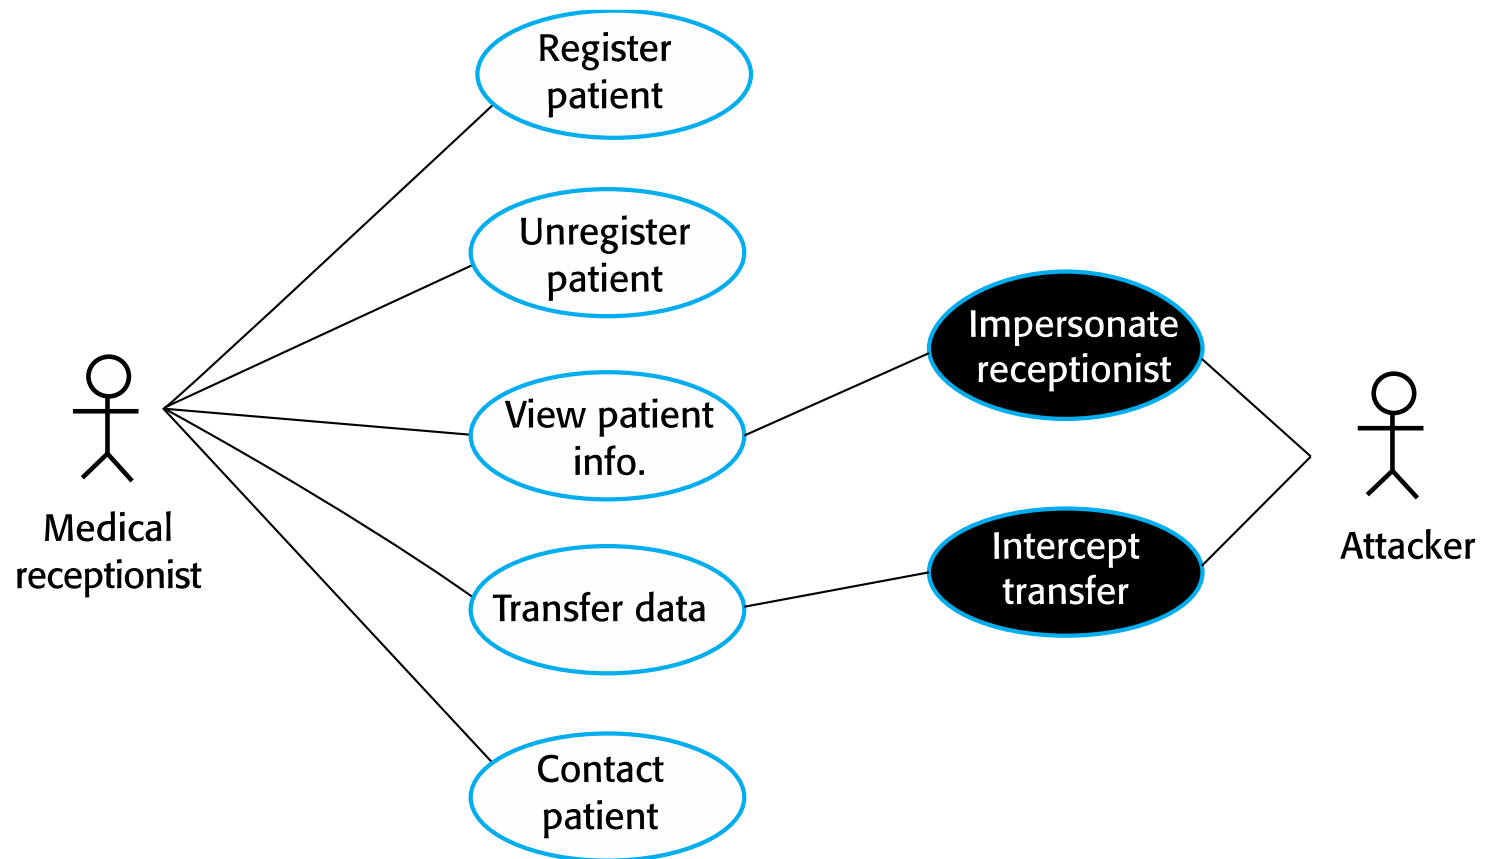 Register
patient
Unregister
patient
Impersonate
receptionist
View patient
info.
Medical
receptionist
Intercept
transfer
Attacker
Transfer data
Contact
patient